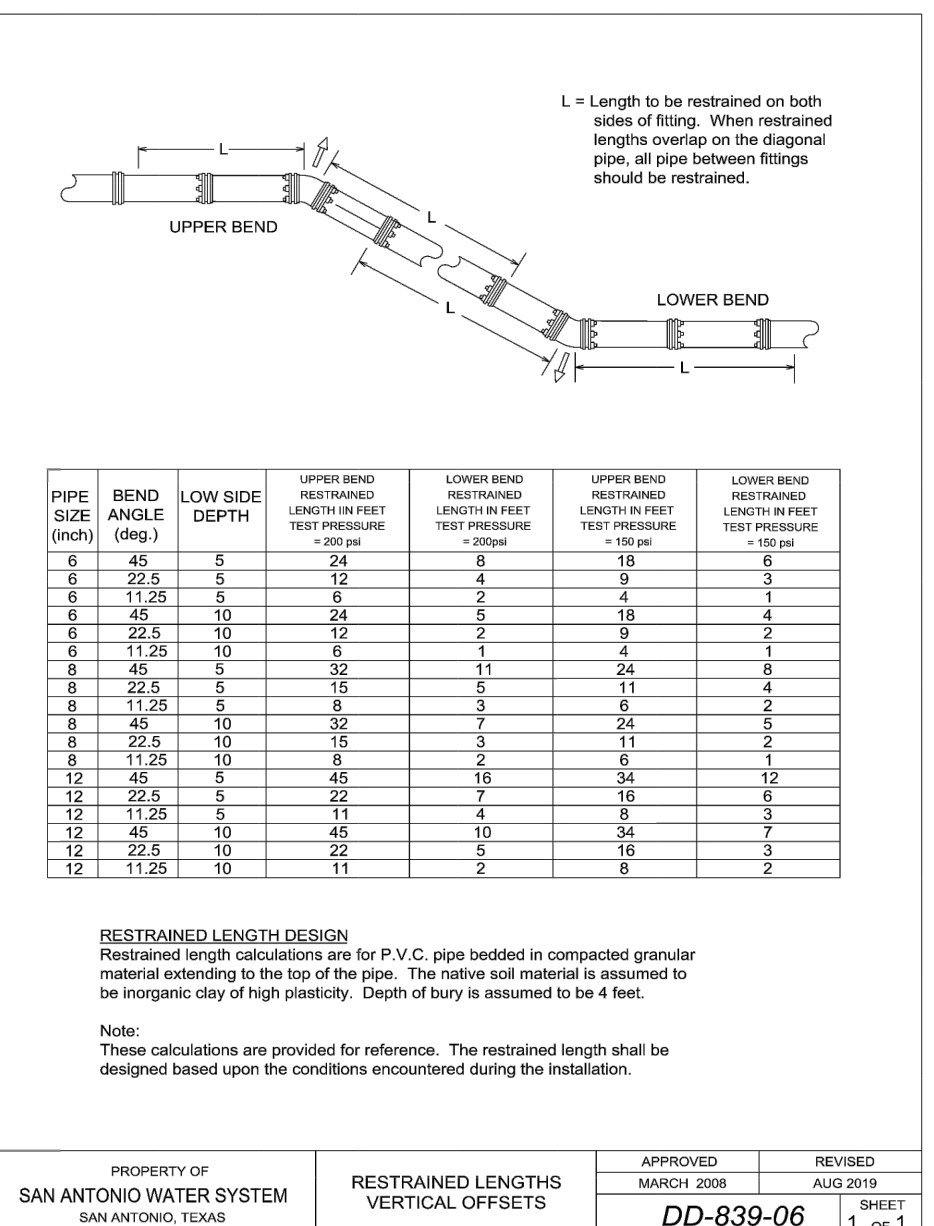 L = Length to be restrained on both
sides of fitting. When restrained
lengths overlap on the diagonal
pipe, all pipe between fittings
should be restrained.
L
UPPER BEND
L
L
LOWER BEND
L
PIPE SIZE (inch) BEND ANGLE (deg.) LOW SIDE DEPTH UPPER BEND RESTRAINED LENGTH IIN FEET TEST PRESSURE = 200 psi LOWER BEND RESTRAINED LENGTH IN FEET TEST PRESSURE = 200psi UPPER BEND RESTRAINED LENGTH IN FEET TEST PRESSURE = 150 psi LOWER BEND RESTRAINED LENGTH IN FEET TEST PRESSURE = 150 psi
6 45 5 24 8 18 6
6 22.5 5 12 4 9 3
6 11.25 5 6 2 4 1
6 45 10 24 5 18 4
6 22.5 10 12 2 9 2
6 11.25 10 6 1 4 1
8 45 5 32 11 24 8
8 22.5 5 15 5 11 4
8 11.25 5 8 3 6 2
8 45 10 32 7 24 5
8 22.5 10 15 3 11 2
8 11.25 10 8 2 6 1
12 45 5 45 16 34 12
12 22.5 5 22 7 16 6
12 11.25 5 11 4 8 3
12 45 10 45 10 34 7
12 22.5 10 22 5 16 3
12 11.25 10 11 2 8 2
RESTRAINED LENGTH DESIGN
Restrained length calculations are for P.V.C. pipe bedded in compacted granular
material extending to the top of the pipe. The native soil material is assumed to
be inorganic clay of high plasticity. Depth of bury is assumed to be 4 feet.
Note:
These calculations are provided for reference. The restrained length shall be
designed based upon the conditions encountered during the installation.
PROPERTY OF
SAN ANTONIO WATER SYSTEM
SAN ANTONIO, TEXAS
RESTRAINED LENGTHS
VERTICAL OFFSETS
APPROVED REVISED
MARCH 2008 AUG 2019
DD-839-06
SHEET
1 OF 1